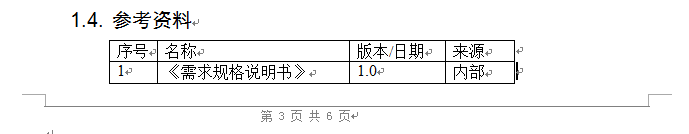 1.4. 参考资料
序号 名称 版本/日期 来源
1 《需求规格说明书》 1.0 内部
第 3 页 共 6 页